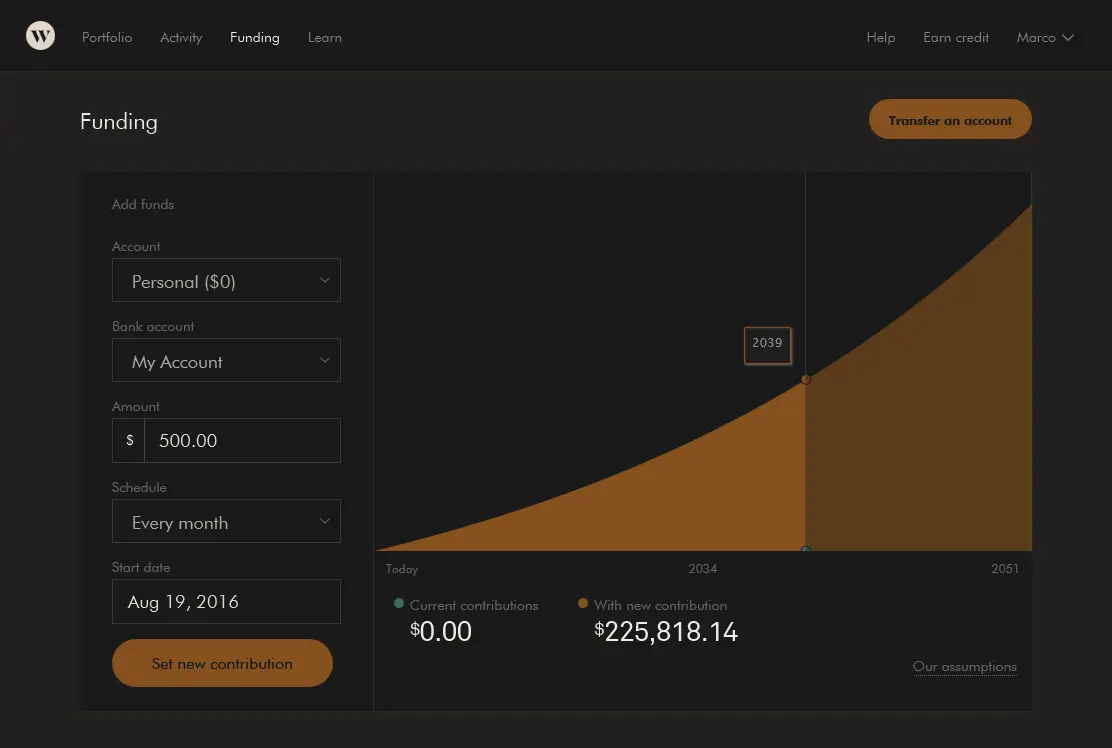 W
Portfolio Activity Funding Learn Help Earn credit Marco
Funding
Transfer an account
Add funds
Account
Personal ($0)
Bank account
My Account
Amount
$ 500.00
Schedule
Every month
Start date
Aug 19, 2016
Set new contribution
2039
Today 2034 2051
Current contributions
$0.00
With new contribution
$225,818.14
Our assumptions